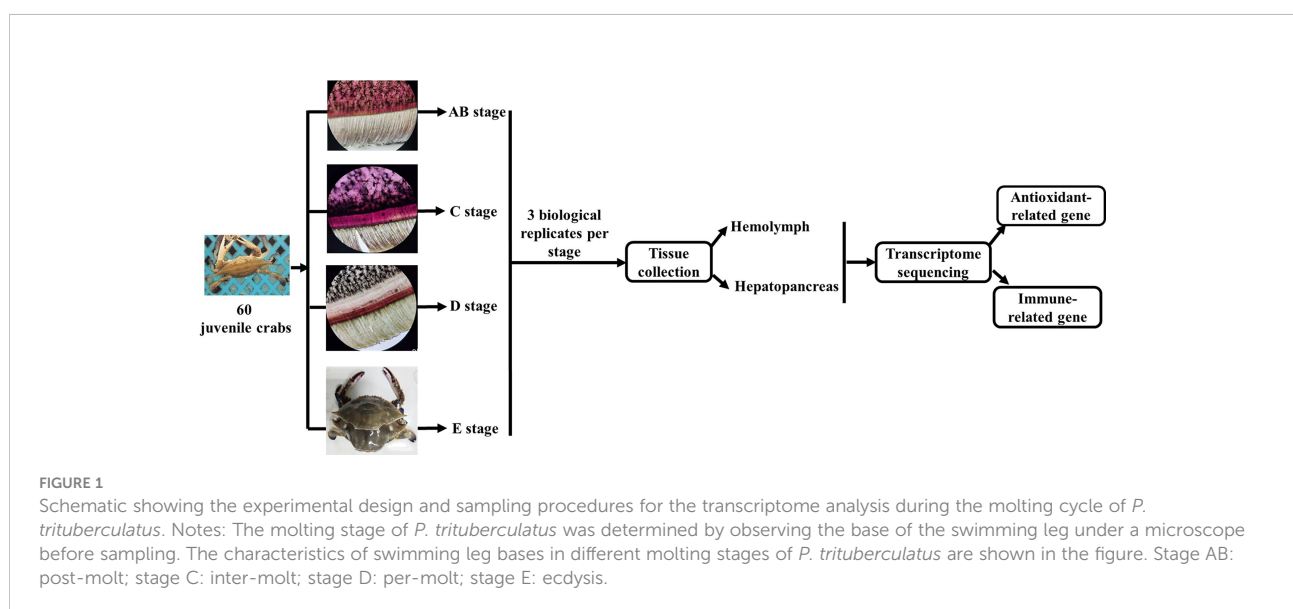 60
juvenile crabs
AB stage
C stage
D stage
E stage
3 biological
replicates per
stage
Tissue
collection
Hemolymph
Hepatopancreas
Transcriptome
sequencing
Antioxidant-
related gene
Immune-
related gene
FIGURE 1
Schematic showing the experimental design and sampling procedures for the transcriptome analysis during the molting cycle of P.
trituberculatus. Notes: The molting stage of P. trituberculatus was determined by observing the base of the swimming leg under a microscope
before sampling. The characteristics of swimming leg bases in different molting stages of P. trituberculatus are shown in the figure. Stage AB:
post-molt; stage C: inter-molt; stage D: per-molt; stage E: ecdysis.